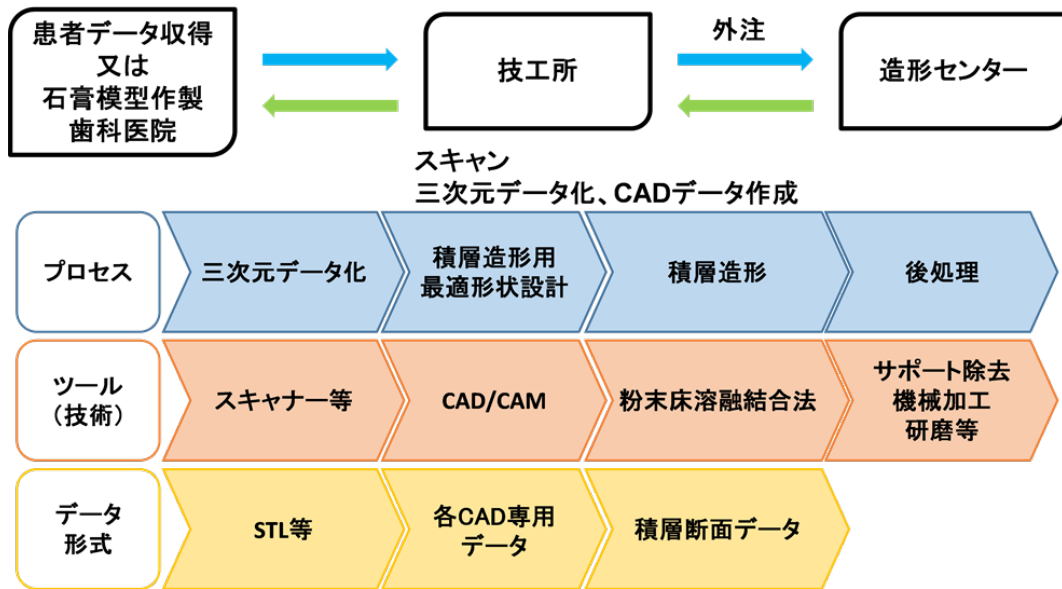 患者データ収得
又は
石膏模型作製
歯科医院
技工所
外注
造形センター
スキャン
三次元データ化、CADデータ作成
プロセス
三次元データ化
積層造形用
最適形状設計
積層造形
後処理
ツール
（技術）
スキャナー等
CAD/CAM
粉末床溶融結合法
サポート除去
機械加工
研磨等
データ
形式
STL等
各CAD専用
データ
積層断面データ